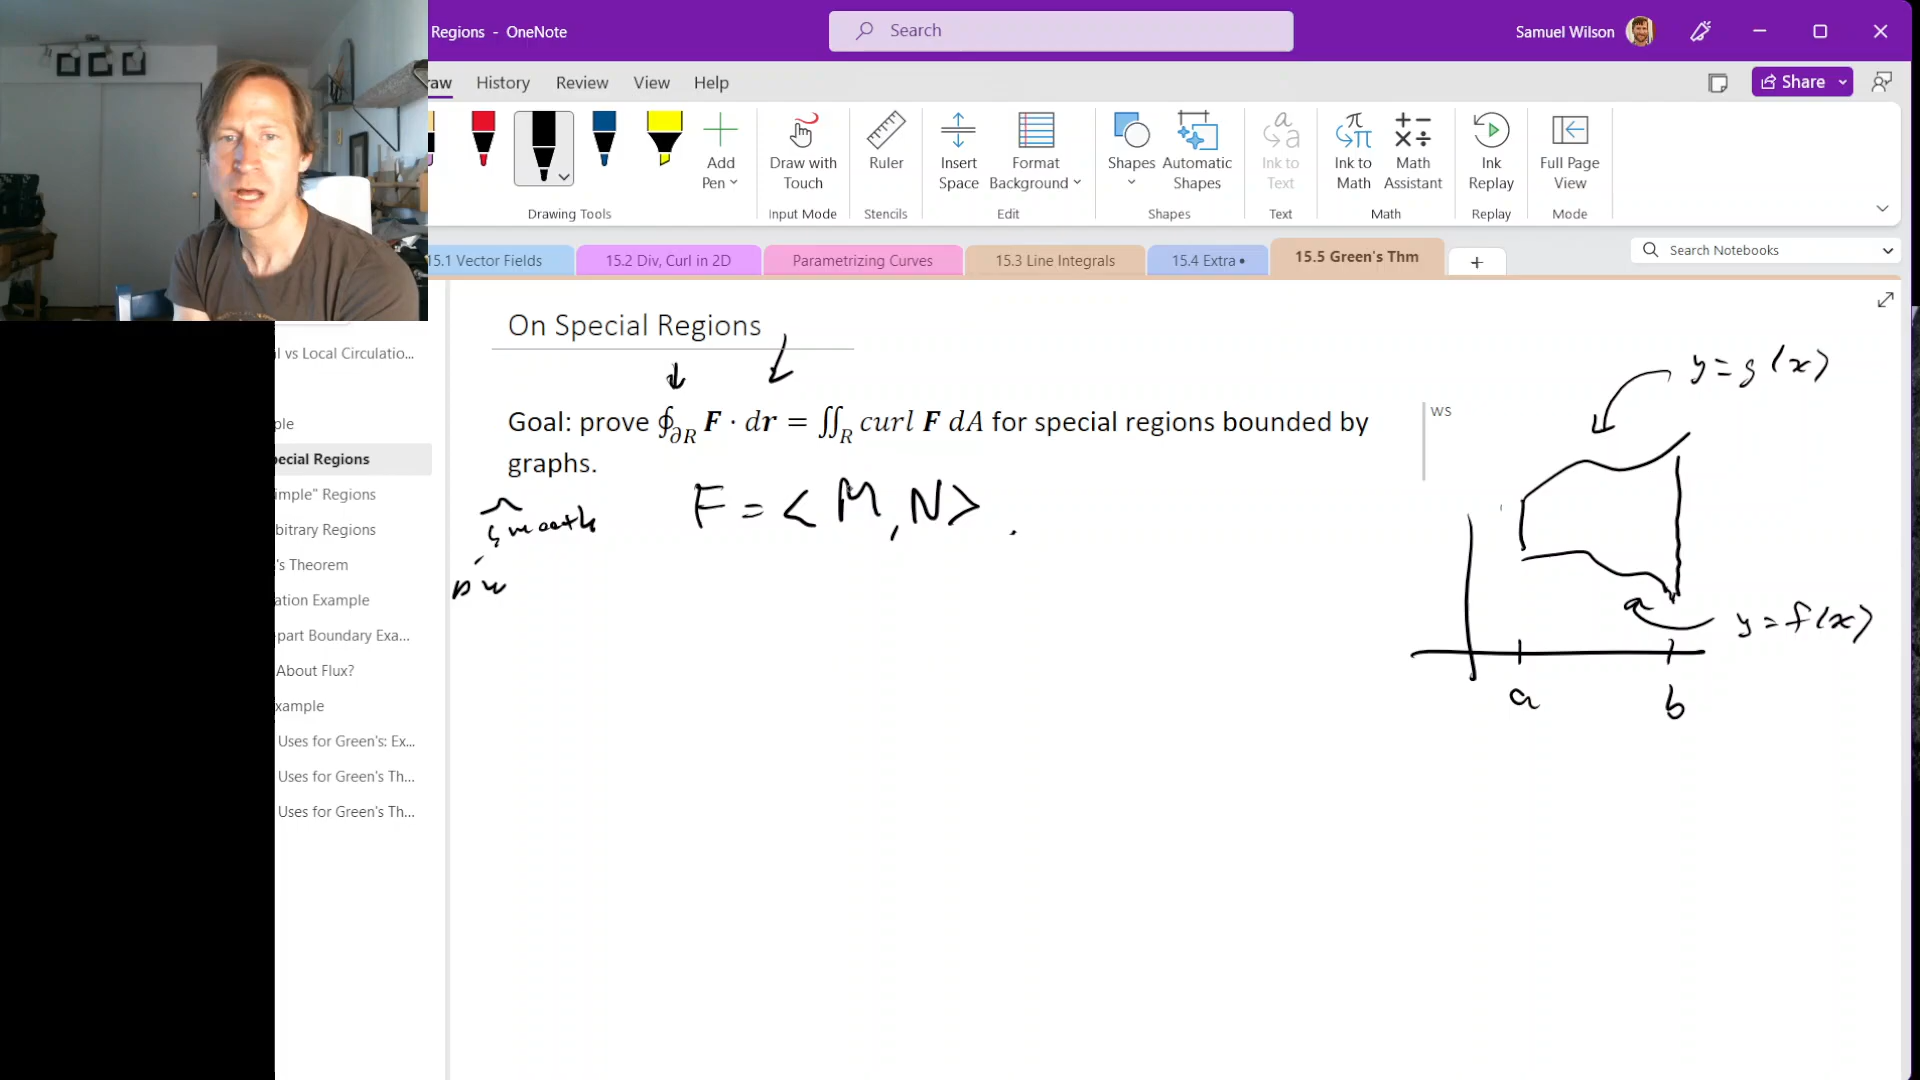 Regions - OneNote
Search
Samuel Wilson
aw History Review View Help
Share
Add Pen
Draw with Touch
Ruler
Insert Space
Format Background
Shapes
Automatic Shapes
Ink to Text
Ink to Math
Math Assistant
Ink Replay
Full Page View
Drawing Tools
Input Mode
Stencils
Edit
Shapes
Text
Math
Replay
Mode
15.1 Vector Fields
15.2 Div, Curl in 2D
Parametrizing Curves
15.3 Line Integrals
15.4 Extra •
15.5 Green's Thm
+
Search Notebooks
On Special Regions
Goal: prove ∮∂R F · dr = ∬R curl F dA for special regions bounded by
graphs.
smooth
pw
F = <M, N>.
ws
y = g(x)
y = f(x)
a
b
l vs Local Circulatio...
ple
pecial Regions
imple" Regions
bitrary Regions
's Theorem
ation Example
part Boundary Exa...
About Flux?
xample
Uses for Green's: Ex...
Uses for Green's Th...
Uses for Green's Th...